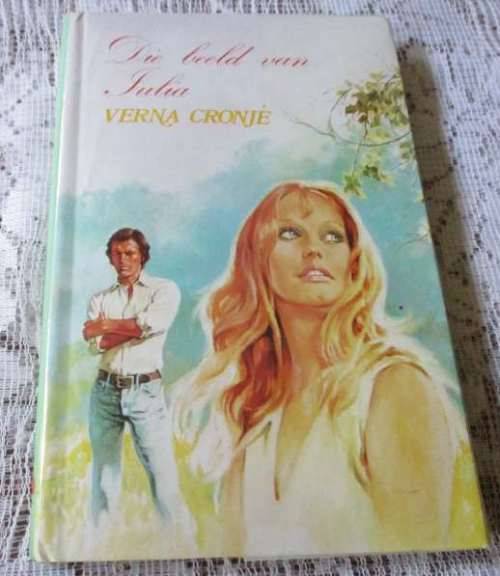 Die beeld van
Julia
VERNA CRONJÉ